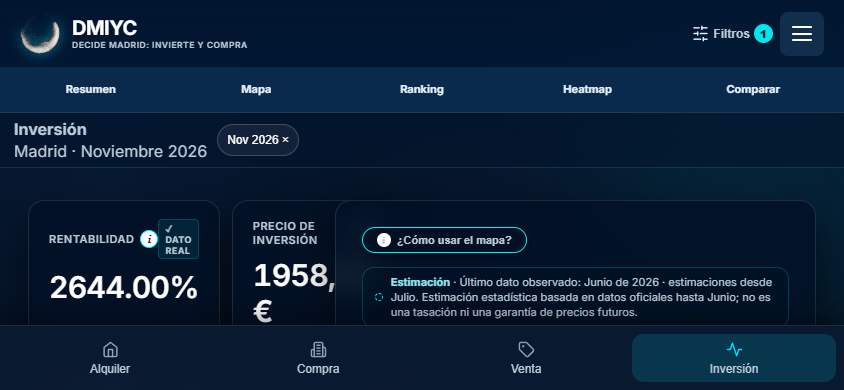 DMIYC
DECIDE MADRID: INVIERTE Y COMPRA
Filtros 1
Resumen Mapa Ranking Heatmap Comparar
Inversión
Madrid · Noviembre 2026
Nov 2026 ×
RENTABILIDAD i ✓ DATO REAL
2644.00%
PRECIO DE
INVERSIÓN
1958,
€
i ¿Cómo usar el mapa?
Estimación · Último dato observado: Junio de 2026 · estimaciones desde
Julio. Estimación estadística basada en datos oficiales hasta Junio; no es
una tasación ni una garantía de precios futuros.
Alquiler Compra Venta Inversión